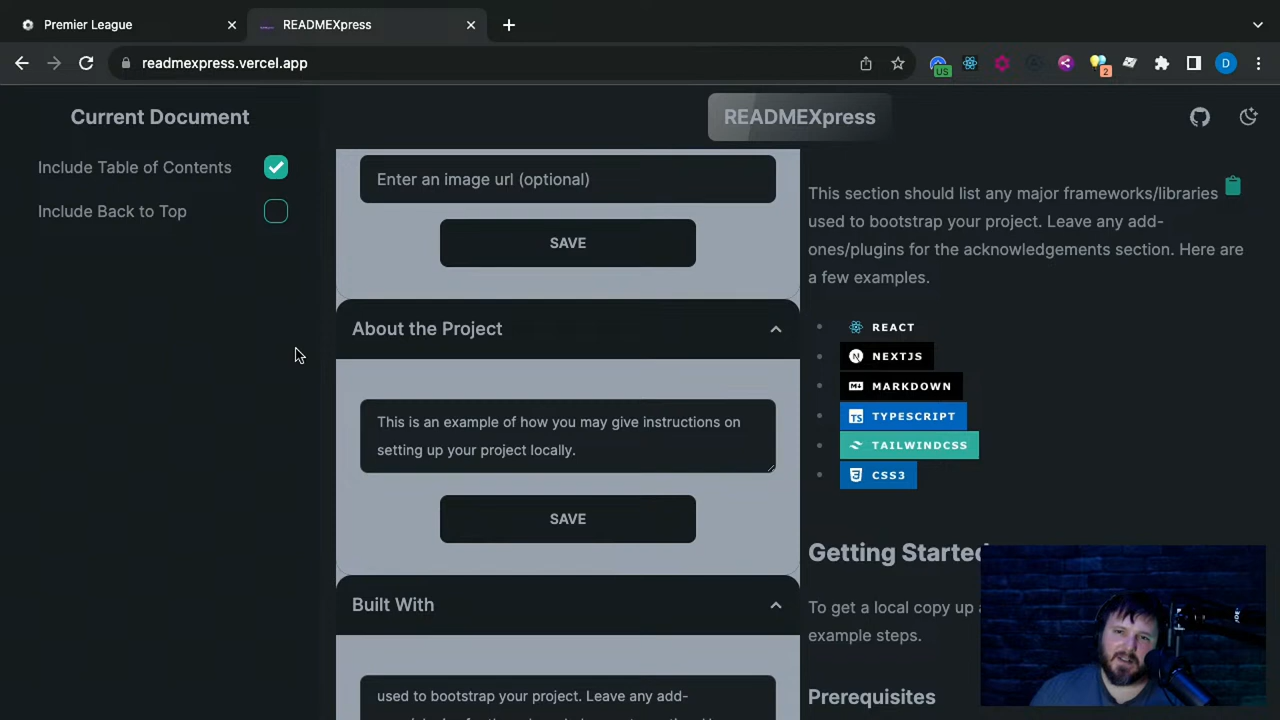 Premier League
READMEXpress
readmexpress.vercel.app
US
2
D
Current Document
Include Table of Contents
Include Back to Top
READMEXpress
Enter an image url (optional)
SAVE
About the Project
This is an example of how you may give instructions on
setting up your project locally.
SAVE
Built With
used to bootstrap your project. Leave any add-
This section should list any major frameworks/libraries
used to bootstrap your project. Leave any add-
ones/plugins for the acknowledgements section. Here are
a few examples.
REACT
NEXTJS
MARKDOWN
TS TYPESCRIPT
TAILWINDCSS
CSS3
Getting Started
To get a local copy up
example steps.
Prerequisites